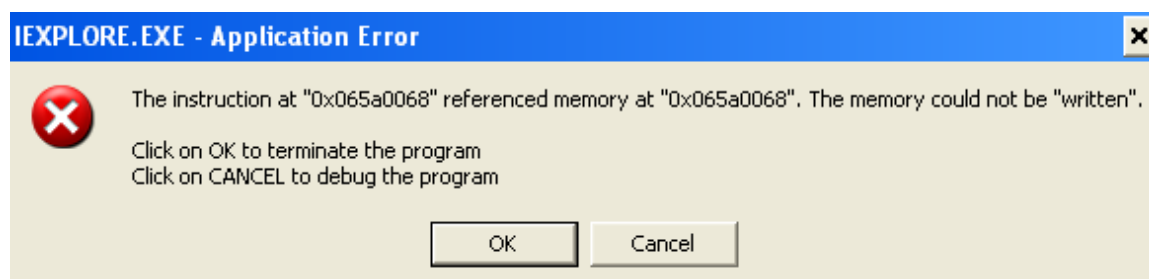 IEXPLORE.EXE - Application Error
The instruction at "0x065a0068" referenced memory at "0x065a0068". The memory could not be "written".
Click on OK to terminate the program
Click on CANCEL to debug the program
OK Cancel